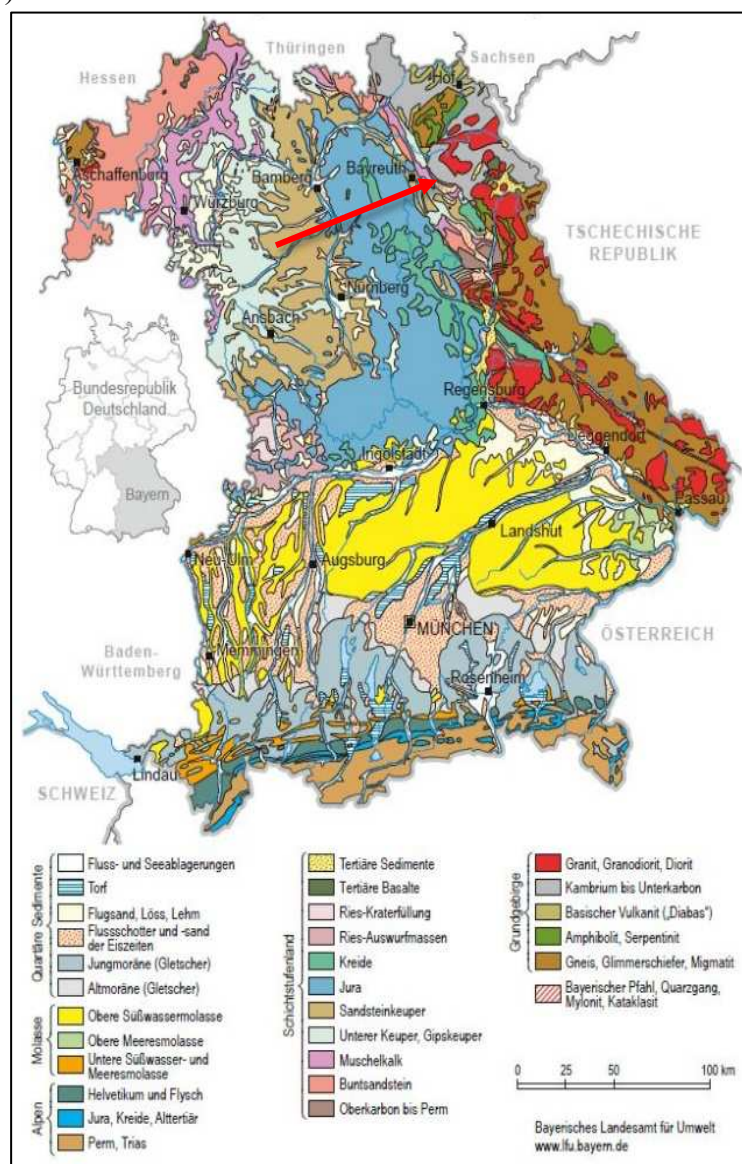 )
Thüringen
Sachsen
Hessen
Hof
Aschaffenburg
Bayreuth
Bamberg
Würzburg
TSCHECHISCHE
REPUBLIK
Nürnberg
Ansbach
Bundesrepublik
Deutschland
Bayern
Regensburg
Ingolstadt
Deggendorf
Passau
Landshut
Neu-Ulm
Augsburg
MÜNCHEN
ÖSTERREICH
Baden-
Württemberg
Memmingen
Rosenheim
Lindau
SCHWEIZ
Quartäre Sedimente
Fluss- und Seeablagerungen
Torf
Flugsand, Löss, Lehm
Flussschotter und -sand
der Eiszeiten
Jungmoräne (Gletscher)
Altmoräne (Gletscher)
Molasse
Obere Süßwassermolasse
Obere Meeresmolasse
Untere Süßwasser- und
Meeresmolasse
Alpen
Helvetikum und Flysch
Jura, Kreide, Alttertiär
Perm, Trias
Schichtstufenland
Tertiäre Sedimente
Tertiäre Basalte
Ries-Kraterfüllung
Ries-Auswurfmassen
Kreide
Jura
Sandsteinkeuper
Unterer Keuper, Gipskeuper
Muschelkalk
Buntsandstein
Oberkarbon bis Perm
Grundgebirge
Granit, Granodiorit, Diorit
Kambrium bis Unterkarbon
Basischer Vulkanit („Diabas")
Amphibolit, Serpentinit
Gneis, Glimmerschiefer, Migmatit
Bayerischer Pfahl, Quarzgang,
Mylonit, Kataklasit
0 25 50 100 km
Bayerisches Landesamt für Umwelt
www.lfu.bayern.de